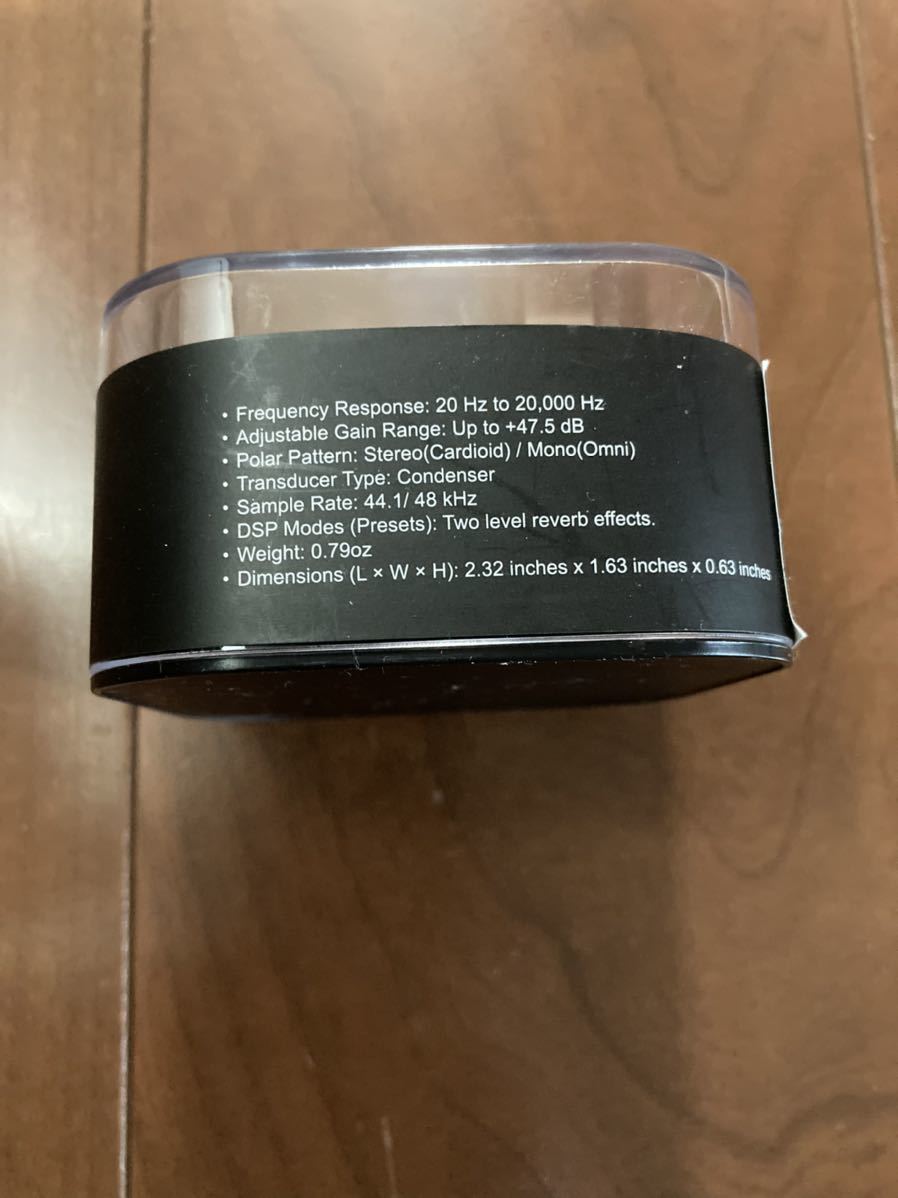 • Frequency Response: 20 Hz to 20,000 Hz
• Adjustable Gain Range: Up to +47.5 dB
• Polar Pattern: Stereo(Cardioid) / Mono(Omni)
• Transducer Type: Condenser
• Sample Rate: 44.1/ 48 kHz
• DSP Modes (Presets): Two level reverb effects.
• Weight: 0.79oz
• Dimensions (L × W × H): 2.32 inches x 1.63 inches x 0.63 inches